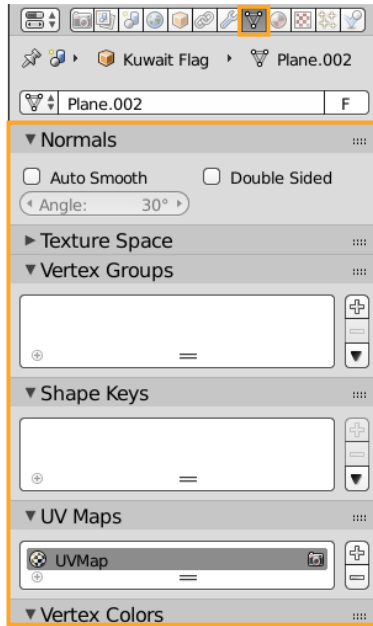 Kuwait Flag Plane.002
Plane.002 F
Normals
Auto Smooth Double Sided
Angle: 30°
Texture Space
Vertex Groups
Shape Keys
UV Maps
UVMap
Vertex Colors